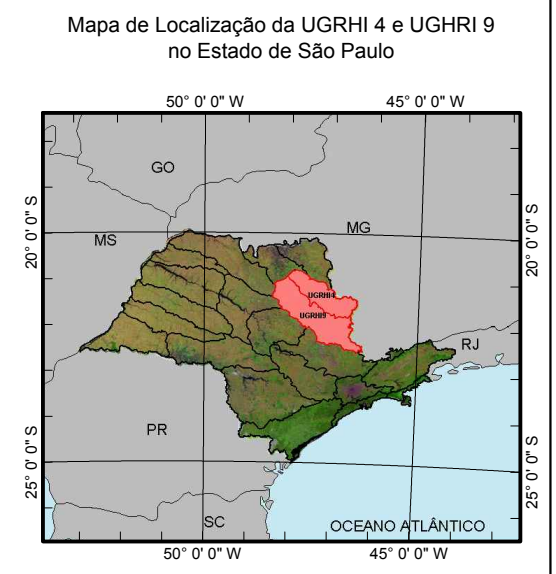 Mapa de Localização da UGRHI 4 e UGHRI 9
no Estado de São Paulo
50° 0' 0" W
45° 0' 0" W
GO
20° 0' 0" S
20° 0' 0" S
MS
MG
UGRHI4
UGRHI9
RJ
PR
25° 0' 0" S
25° 0' 0" S
SC
OCEANO ATLÂNTICO
50° 0' 0" W
45° 0' 0" W